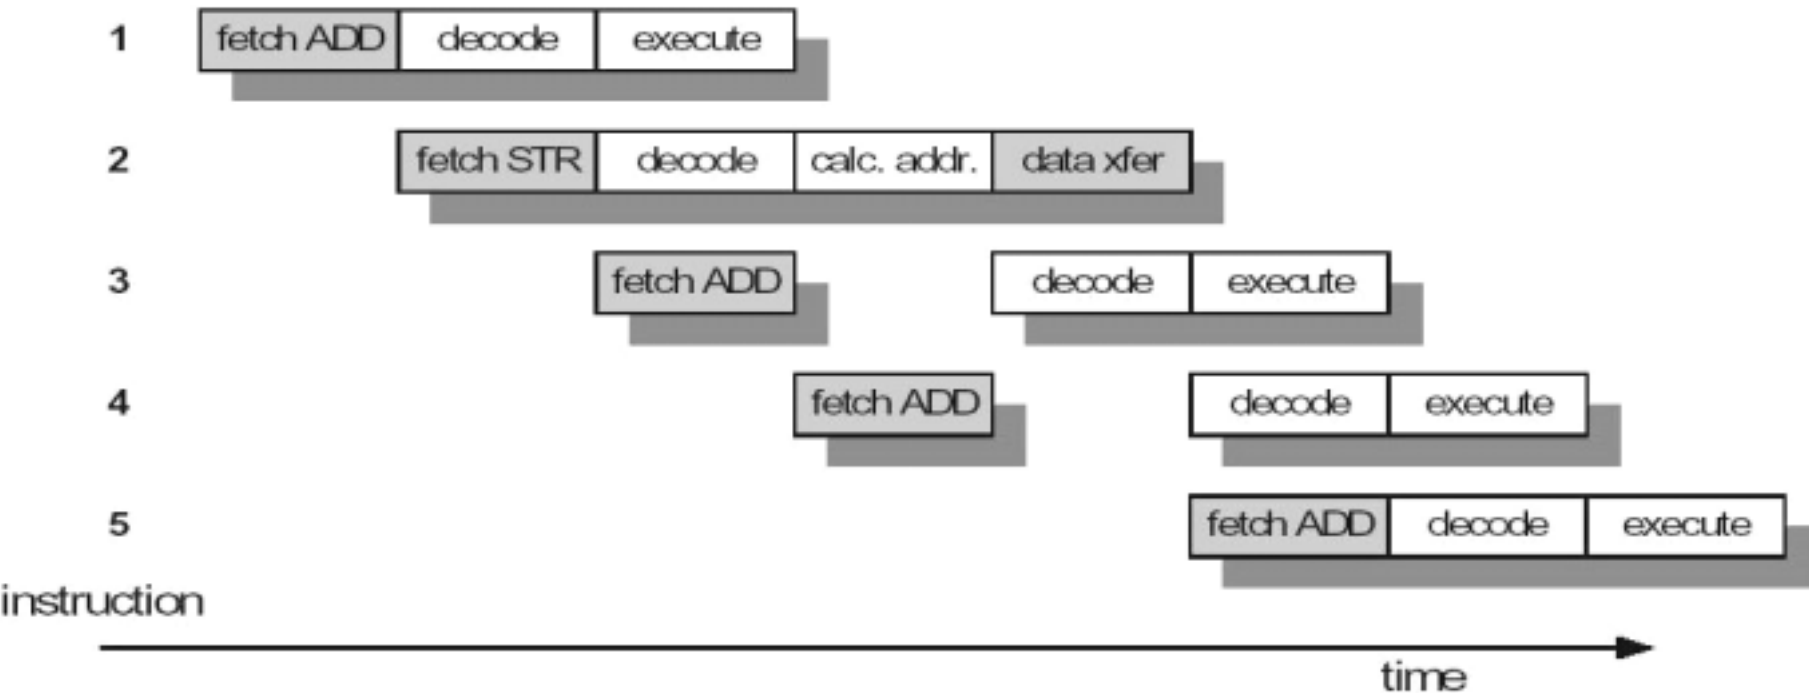 1 fetch ADD decode execute
2 fetch STR decode calc. addr. data xfer
3 fetch ADD decode execute
4 fetch ADD decode execute
5 fetch ADD decode execute
instruction
time